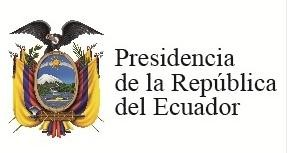 Presidencia
de la República
del Ecuador